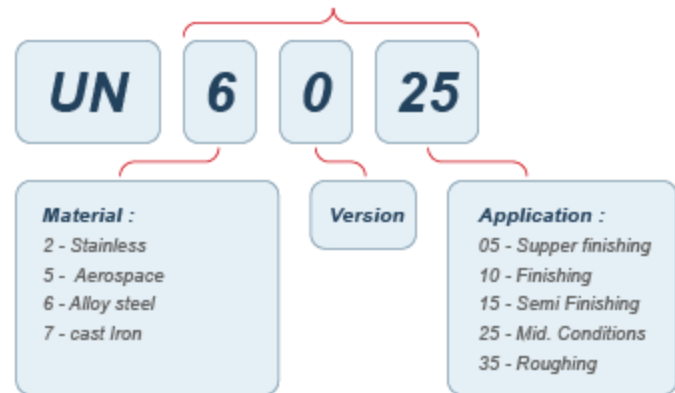 UN 6 0 25
Material :
2 - Stainless
5 - Aerospace
6 - Alloy steel
7 - cast Iron
Version
Application :
05 - Supper finishing
10 - Finishing
15 - Semi Finishing
25 - Mid. Conditions
35 - Roughing